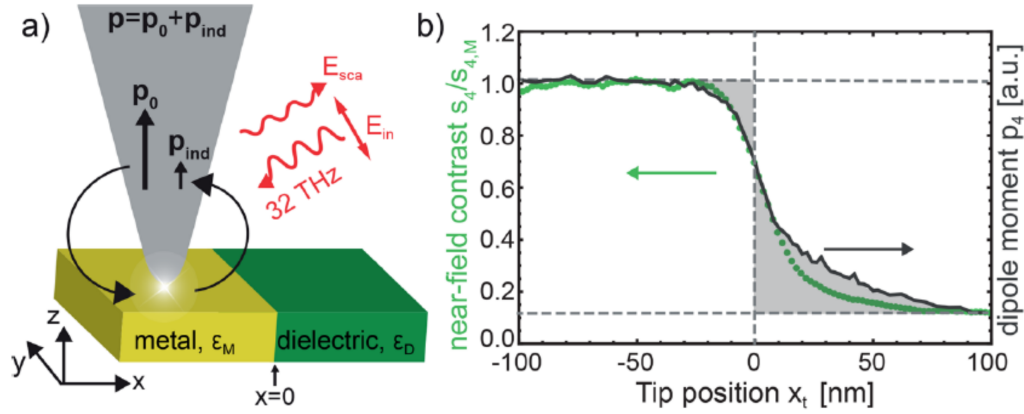 a)
p=p₀+pᵢₙd
p₀
pᵢₙd
Eₛcₐ
Eᵢₙ
32 THz
metal, ε_M
dielectric, ε_D
z
y
x
x=0
b)
near-field contrast s₄/s₄,M
1.2
1.0
0.8
0.6
0.4
0.2
0.0
-100
-50
0
50
100
Tip position xₜ [nm]
dipole moment p₄ [a.u.]